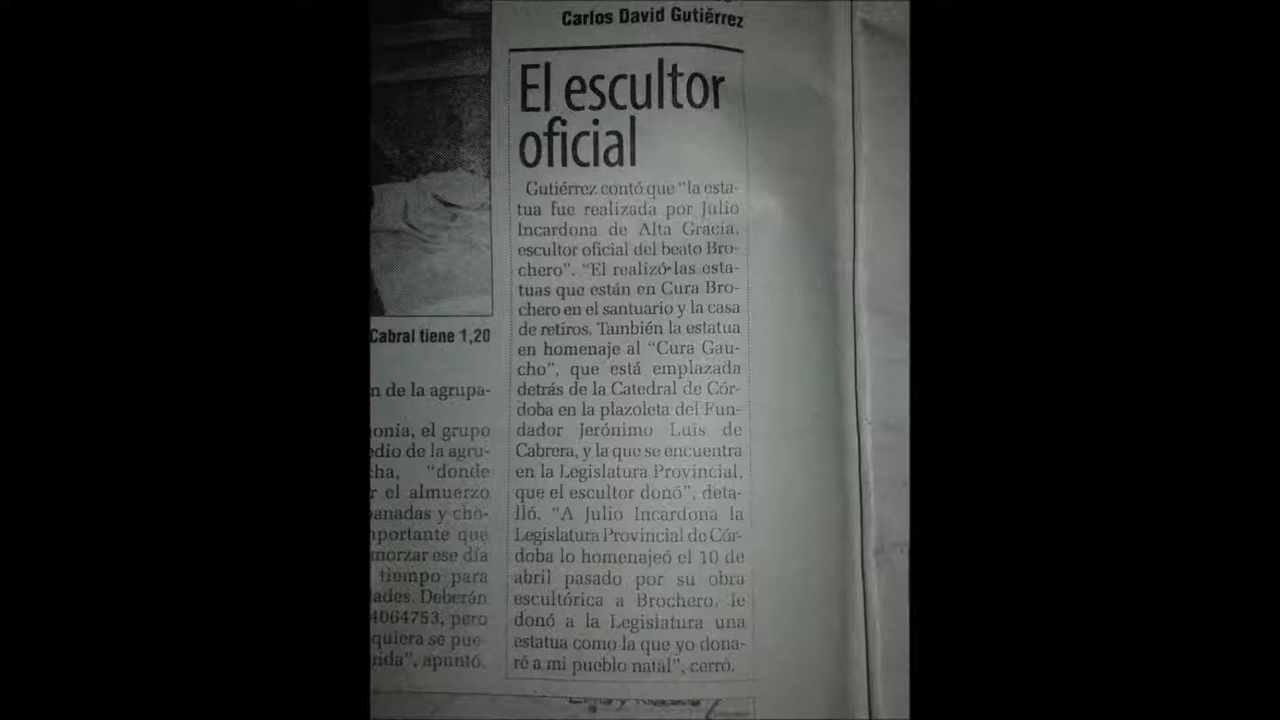 Carlos David Gutiérrez
El escultor
oficial
Gutiérrez contó que "la esta-
tua fue realizada por Julio
Incardona de Alta Gracia,
escultor oficial del beato Bro-
chero". "El realizó las esta-
tuas que están en Cura Bro-
chero en el santuario y la casa
de retiros. También la estatua
en homenaje al "Cura Gau-
cho", que está emplazada
detrás de la Catedral de Cór-
doba en la plazoleta del Fun-
dador Jerónimo Luis de
Cabrera, y la que se encuentra
en la Legislatura Provincial,
que el escultor donó", deta-
lló. "A Julio Incardona la
Legislatura Provincial de Cór-
doba lo homenajeó el 10 de
abril pasado por su obra
escultórica a Brochero, le
donó a la Legislatura una
estatua como la que yo dona-
ré a mi pueblo natal", cerró.
Cabral tiene 1,20
n de la agrupa-
onia, el grupo
edio de la agru-
ha, "donde
r el almuerzo
anadas y cho-
portante que
morzar ese día
tiempo para
ades. Deberán
4064753, pero
quiera se pue
uida", apuntó.